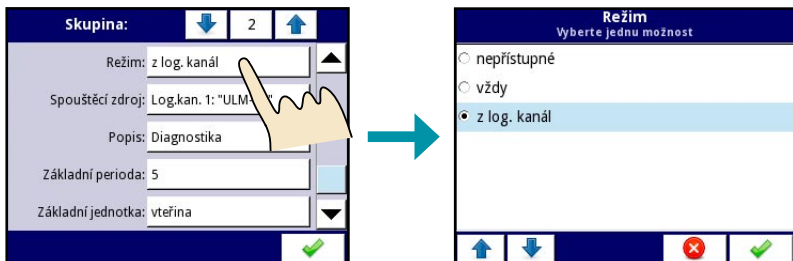 Skupina:
2
Režim: z log. kanál
Spouštěcí zdroj: Log.kan. 1: "ULM-
Popis: Diagnostika
Základní perioda: 5
Základní jednotka: vteřina
Režim
Vyberte jednu možnost
nepřístupné
vždy
z log. kanál